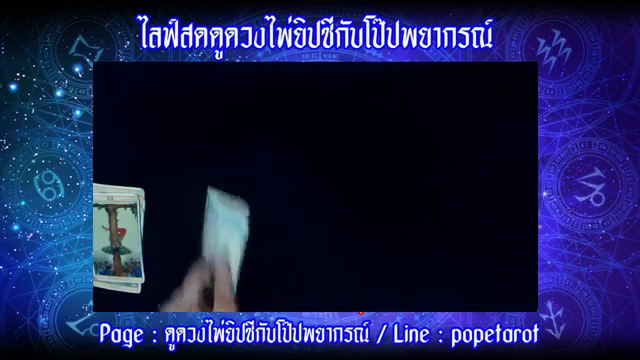 ไลฟ์สดดูดวงไพ่ยิปซีกับโป๊ปพยากรณ์
Page : ดูดวงไพ่ยิปซีกับโป๊ปพยากรณ์ / Line : popetarot